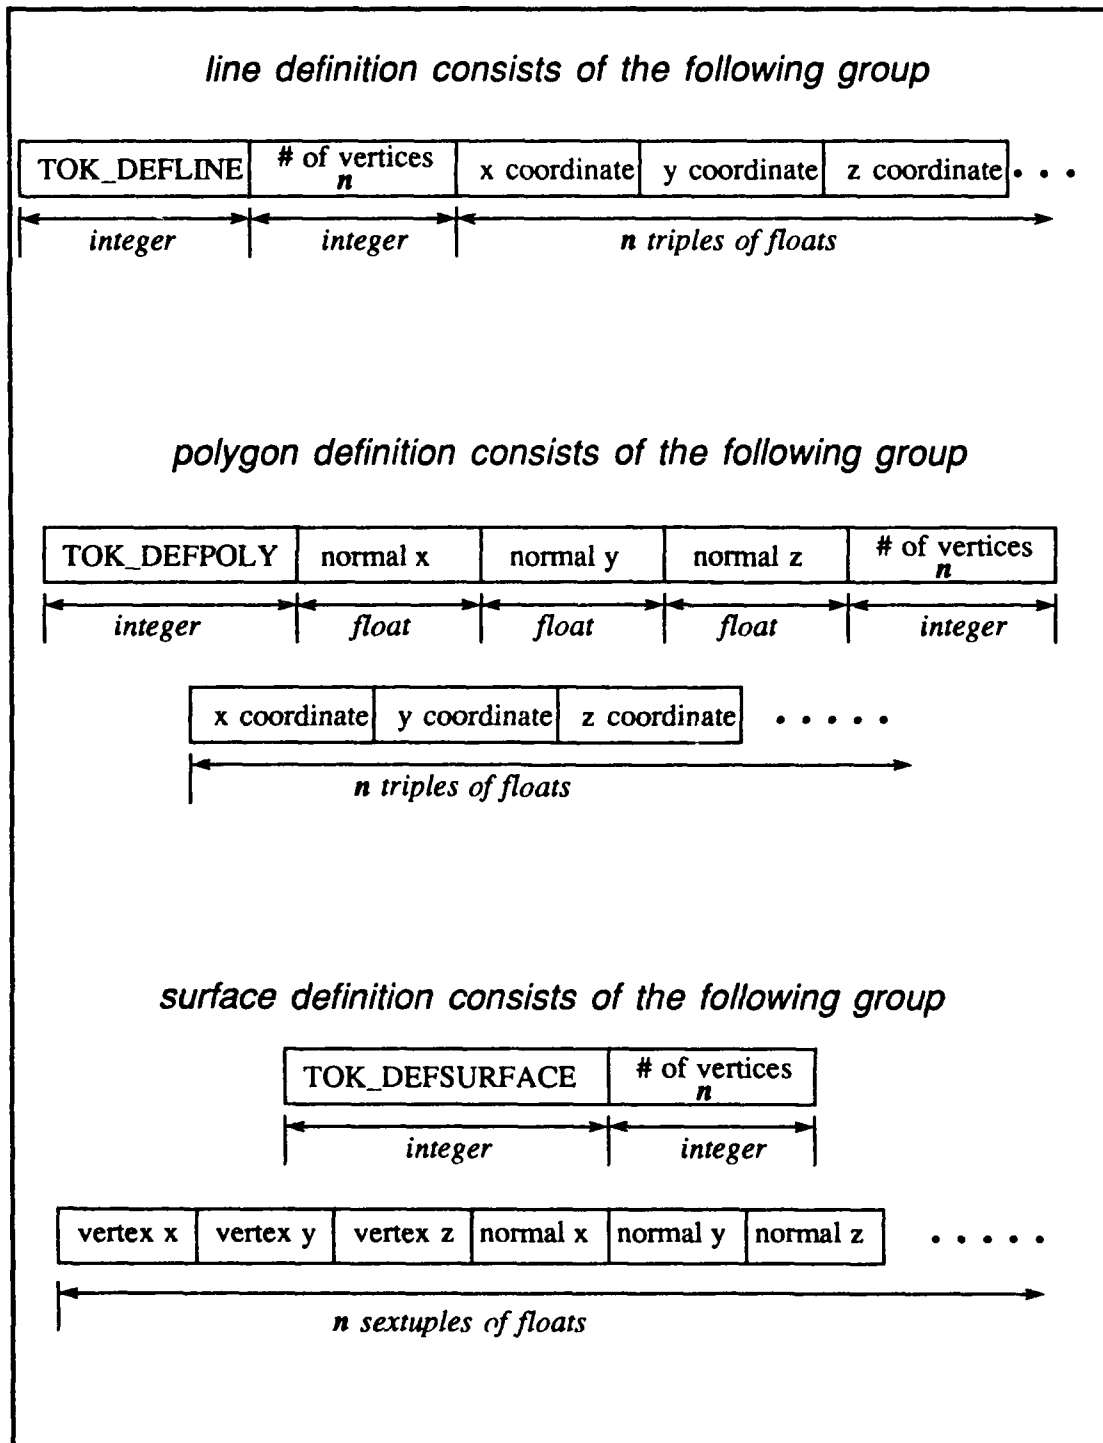 line definition consists of the following group
TOK_DEFLINE # of vertices n x coordinate y coordinate z coordinate . . .
integer integer n triples of floats
polygon definition consists of the following group
TOK_DEFPOLY normal x normal y normal z # of vertices n
integer float float float integer
x coordinate y coordinate z coordinate . . . . .
n triples of floats
surface definition consists of the following group
TOK_DEFSURFACE # of vertices n
integer integer
vertex x vertex y vertex z normal x normal y normal z . . . . .
n sextuples of floats